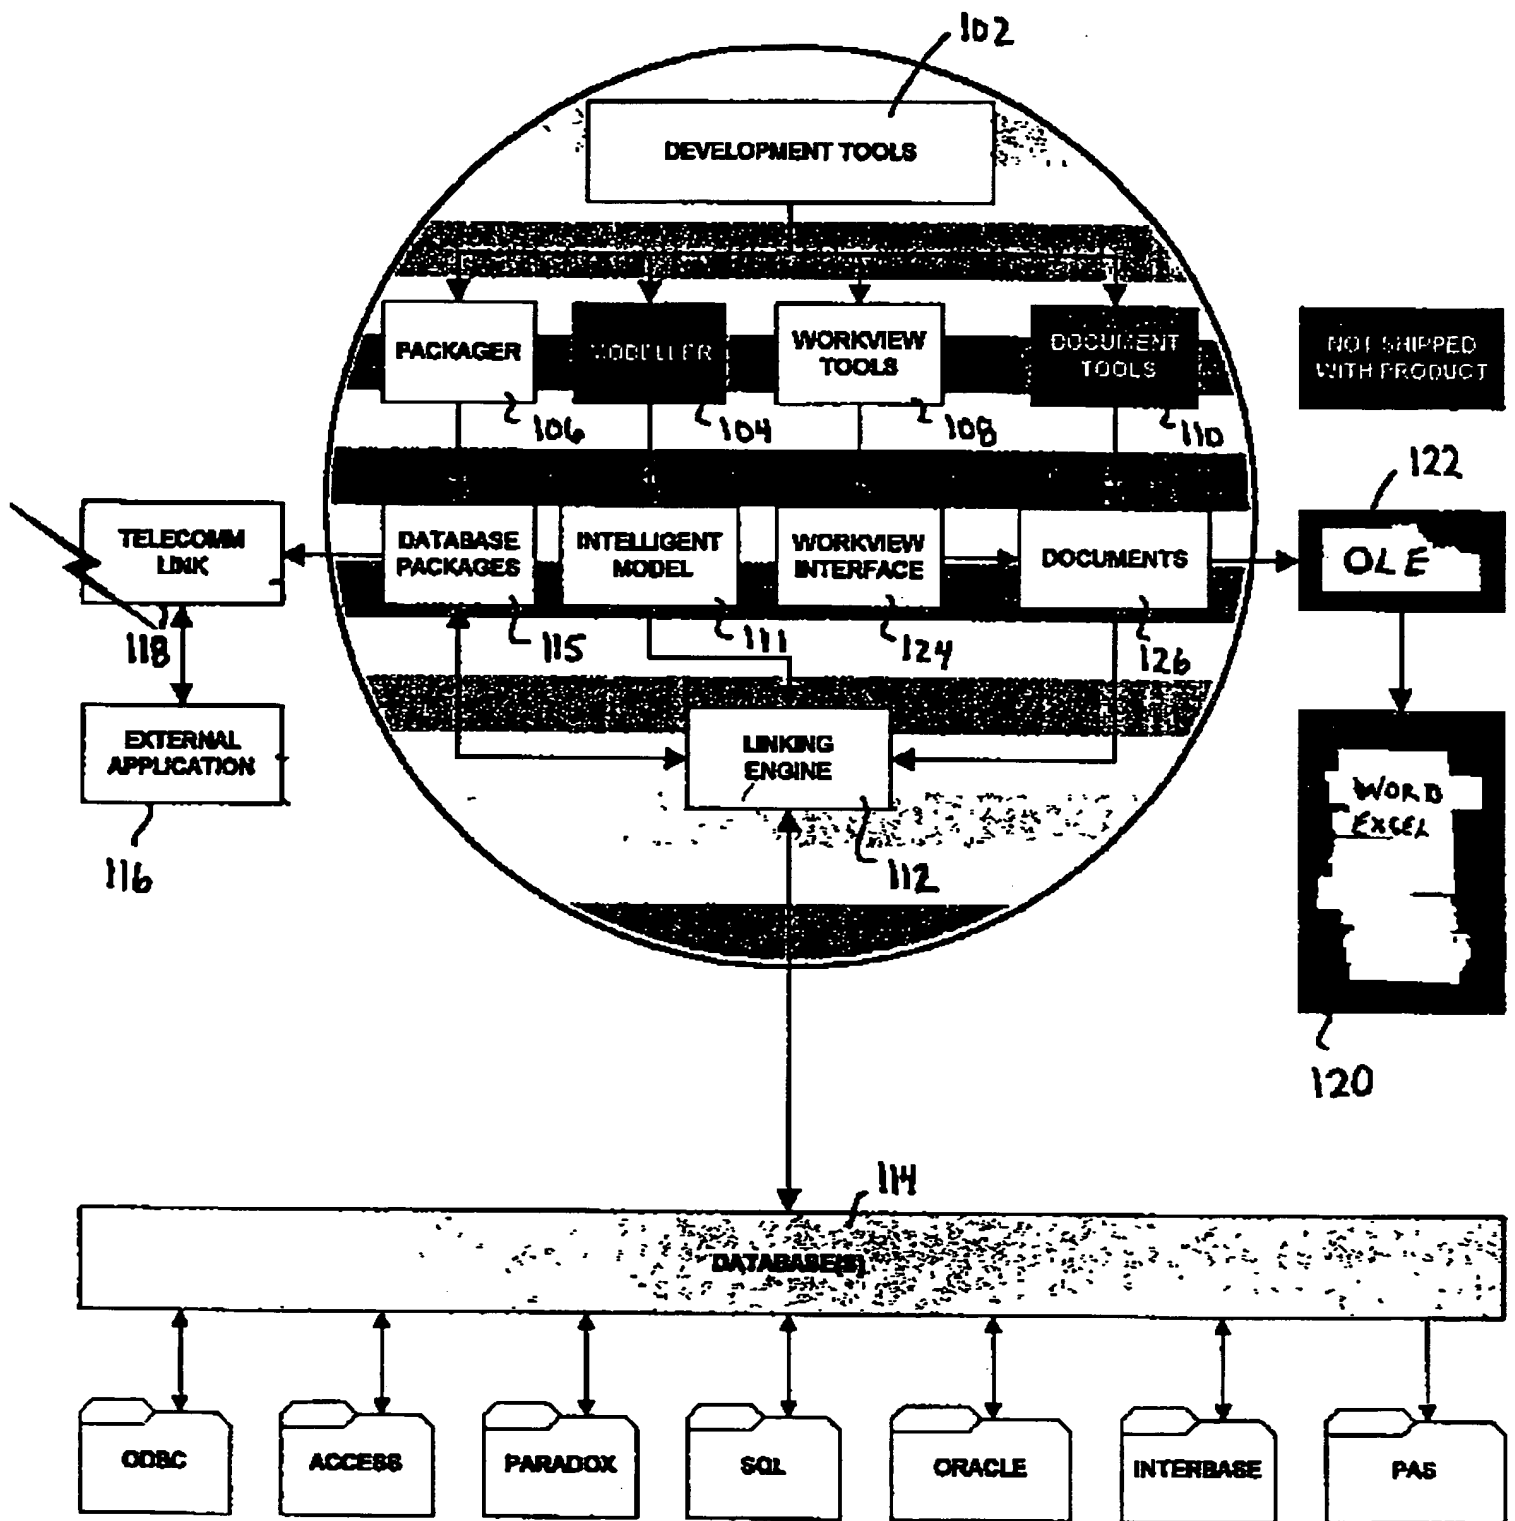 102
DEVELOPMENT TOOLS
PACKAGER
MODELLER
WORKVIEW
TOOLS
DOCUMENT
TOOLS
NOT SHIPPED
WITH PRODUCT
106
104
108
110
122
TELECOMM
LINK
DATABASE
PACKAGES
INTELLIGENT
MODEL
WORKVIEW
INTERFACE
DOCUMENTS
OLE
118
115
111
124
126
EXTERNAL
APPLICATION
LINKING
ENGINE
WORD
EXCEL
116
112
120
114
DATABASE(S)
ODBC
ACCESS
PARADOX
SQL
ORACLE
INTERBASE
PAS